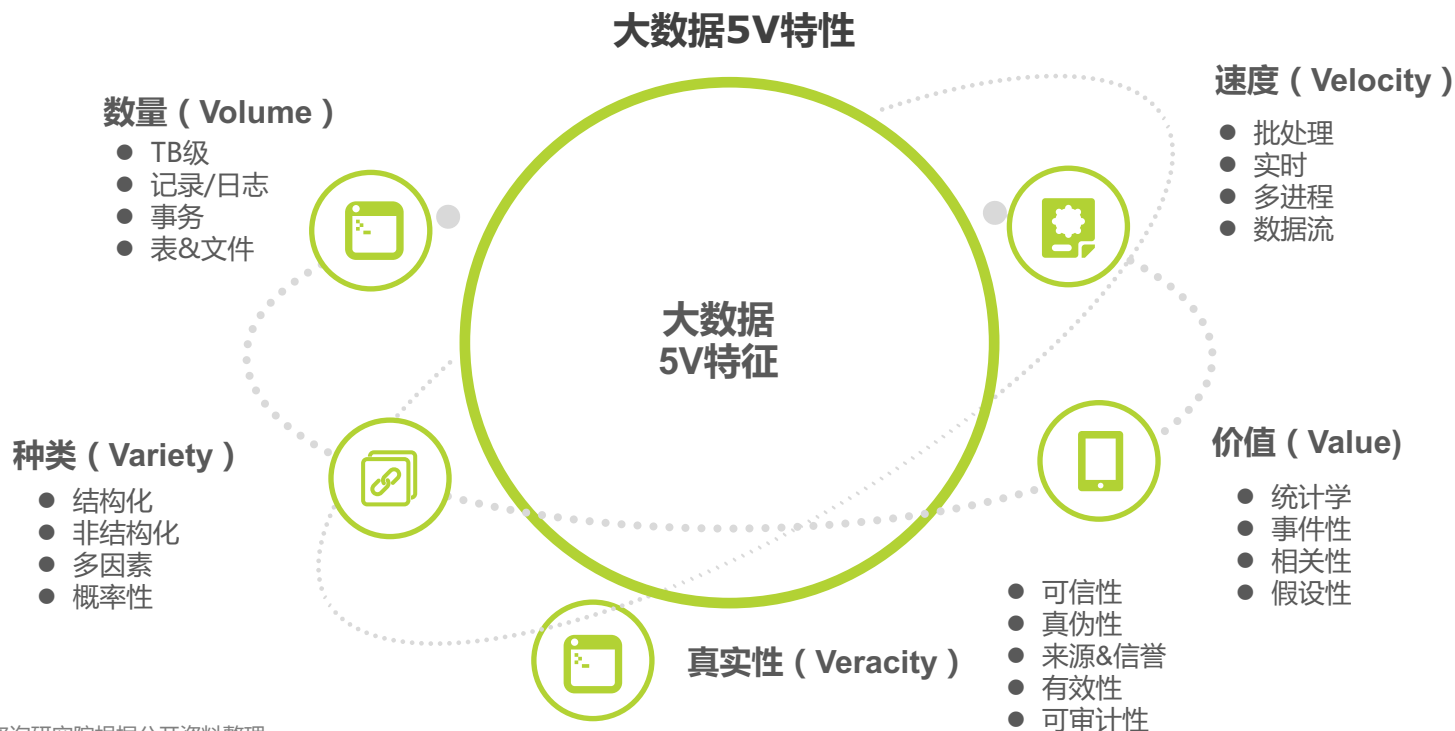 大数据5V特性
数量（Volume）
TB级
记录/日志
事务
表&文件
速度（Velocity）
批处理
实时
多进程
数据流
大数据
5V特征
种类（Variety）
结构化
非结构化
多因素
概率性
价值（Value)
统计学
事件性
相关性
假设性
真实性（Veracity）
可信性
真伪性
来源&信誉
有效性
可审计性